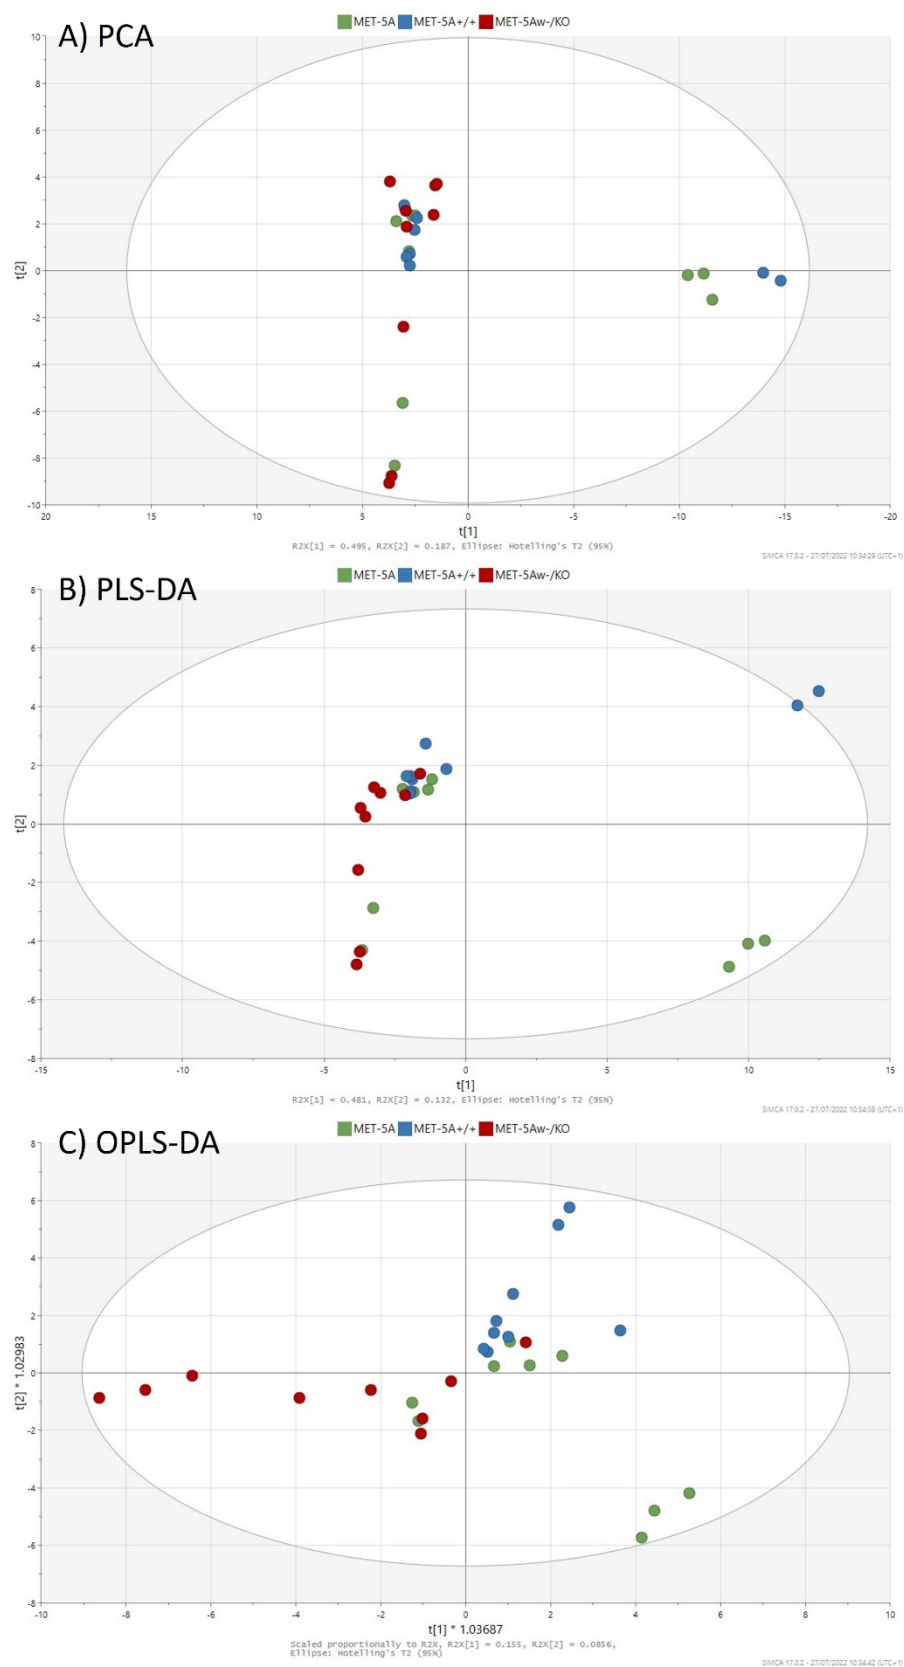 MET-5A MET-5A+/+ MET-5Aw-/KO
A) PCA
10
8
6
4
2
0
-2
-4
-6
-8
-10
t[2]
20 15 10 5 0 -5 -10 -15 -20
t[1]
R2X[1] = 0.495, R2X[2] = 0.187, Ellipse: Hotelling's T2 (95%)
SIMCA 17.0.2 - 27/07/2022 10:34:29 (UTC+1)
MET-5A MET-5A+/+ MET-5Aw-/KO
B) PLS-DA
8
6
4
2
0
-2
-4
-6
-8
t[2]
-15 -10 -5 0 5 10 15
t[1]
R2X[1] = 0.481, R2X[2] = 0.132, Ellipse: Hotelling's T2 (95%)
SIMCA 17.0.2 - 27/07/2022 10:34:38 (UTC+1)
MET-5A MET-5A+/+ MET-5Aw-/KO
C) OPLS-DA
8
6
4
2
0
-2
-4
-6
-8
t[2] * 1.02983
-10 -8 -6 -4 -2 0 2 4 6 8 10
t[1] * 1.03687
Scaled proportionally to R2X, R2X[1] = 0.155, R2X[2] = 0.0856,
Ellipse: Hotelling's T2 (95%)
SIMCA 17.0.2 - 27/07/2022 10:34:42 (UTC+1)